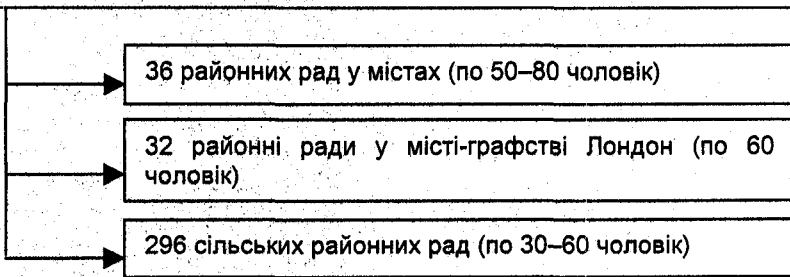 36 районних рад у містах (по 50–80 чоловік)
32 районні ради у місті-графстві Лондон (по 60
чоловік)
296 сільських районних рад (по 30–60 чоловік)